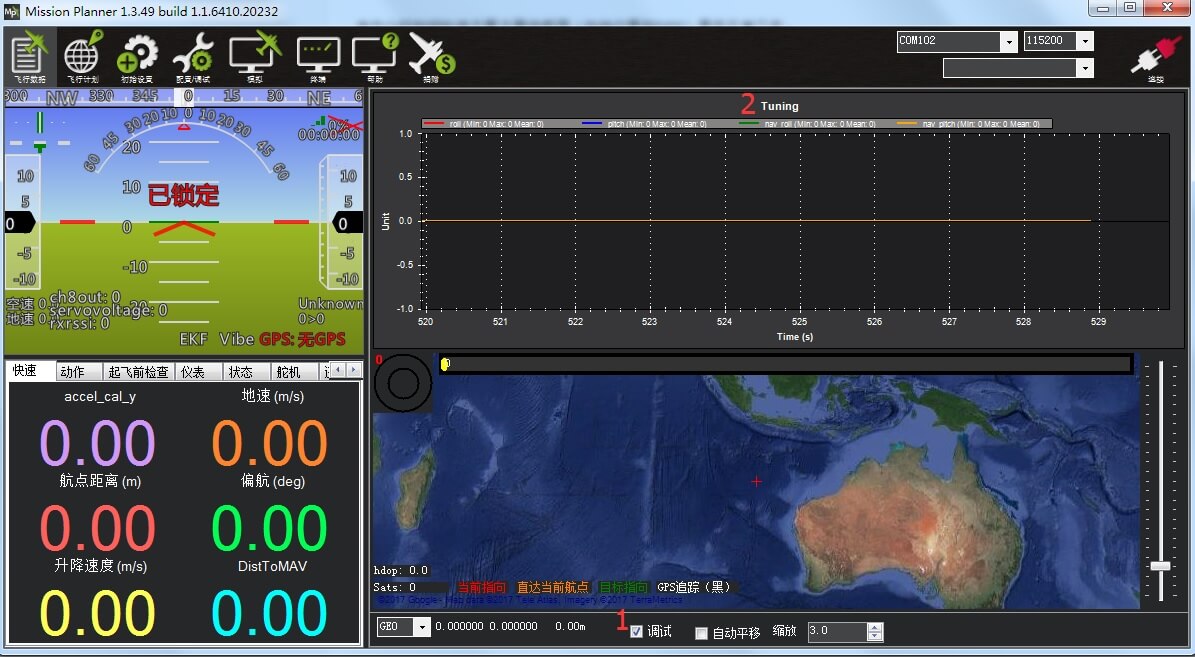 Mission Planner 1.3.49 build 1.1.6410.20232
飞行数据 飞行计划 初始设置 配置/调试 模拟 终端 帮助 捐赠
COM102 115200
连接
300 NW 330 345 0 15 30 NE 6
0%
00:00:00
60 45 30 20 10 0 10 20 30 45 60
20
10 10 10
已锁定
5 5
0 0 0
-5 -5
-10 -10 -10
空速 0 ch8out: 0
servovoltage: 0 Unknown
地速 0 rxrssi: 0 0>0
EKF Vibe GPS: 无GPS
快速 动作 起飞前检查 仪表 状态 舵机
accel_cal_y 地速 (m/s)
0.00 0.00
航点距离 (m) 偏航 (deg)
0.00 0.00
升降速度 (m/s) DistToMAV
0.00 0.00
2 Tuning
roll (Min: 0 Max: 0 Mean: 0) pitch (Min: 0 Max: 0 Mean: 0) nav_roll (Min: 0 Max: 0 Mean: 0) nav_pitch (Min: 0 Max: 0 Mean: 0)
1.0
0.5
Unit
0.0
-0.5
-1.0
520 521 522 523 524 525 526 527 528 529
Time (s)
0
hdop: 0.0
Sats: 0 当前指向 直达当前航点 目标指向 GPS追踪（黑）
©2017 Google - Map data ©2017 Tele Atlas, Imagery ©2017 TerraMetrics
GEO 0.000000 0.000000 0.00m 1 调试 自动平移 缩放 3.0